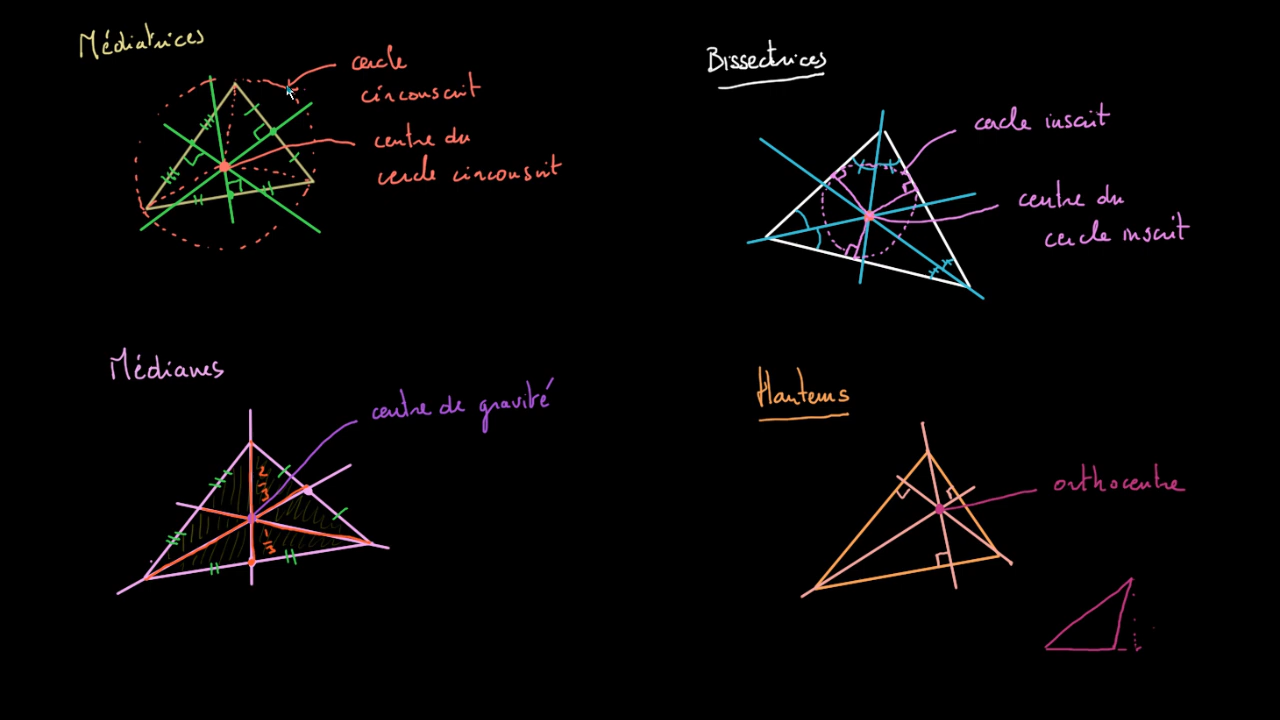 Médiatrices
cercle
circonscrit
centre du
cercle circonscrit
Bissectrices
cercle inscrit
centre du
cercle inscrit
Médianes
centre de gravité
2/3
1/3
Hauteurs
orthocentre